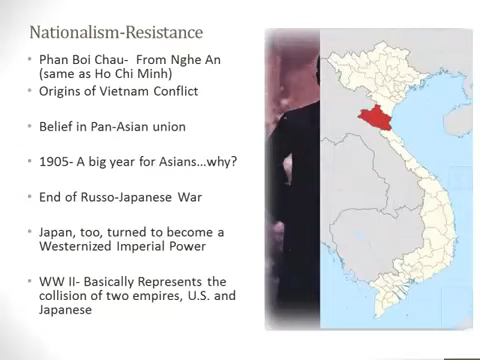 Nationalism-Resistance
• Phan Boi Chau- From Nghe An
(same as Ho Chi Minh)
• Origins of Vietnam Conflict
• Belief in Pan-Asian union
• 1905- A big year for Asians…why?
• End of Russo-Japanese War
• Japan, too, turned to become a
Westernized Imperial Power
• WW II- Basically Represents the
collision of two empires, U.S. and
Japanese